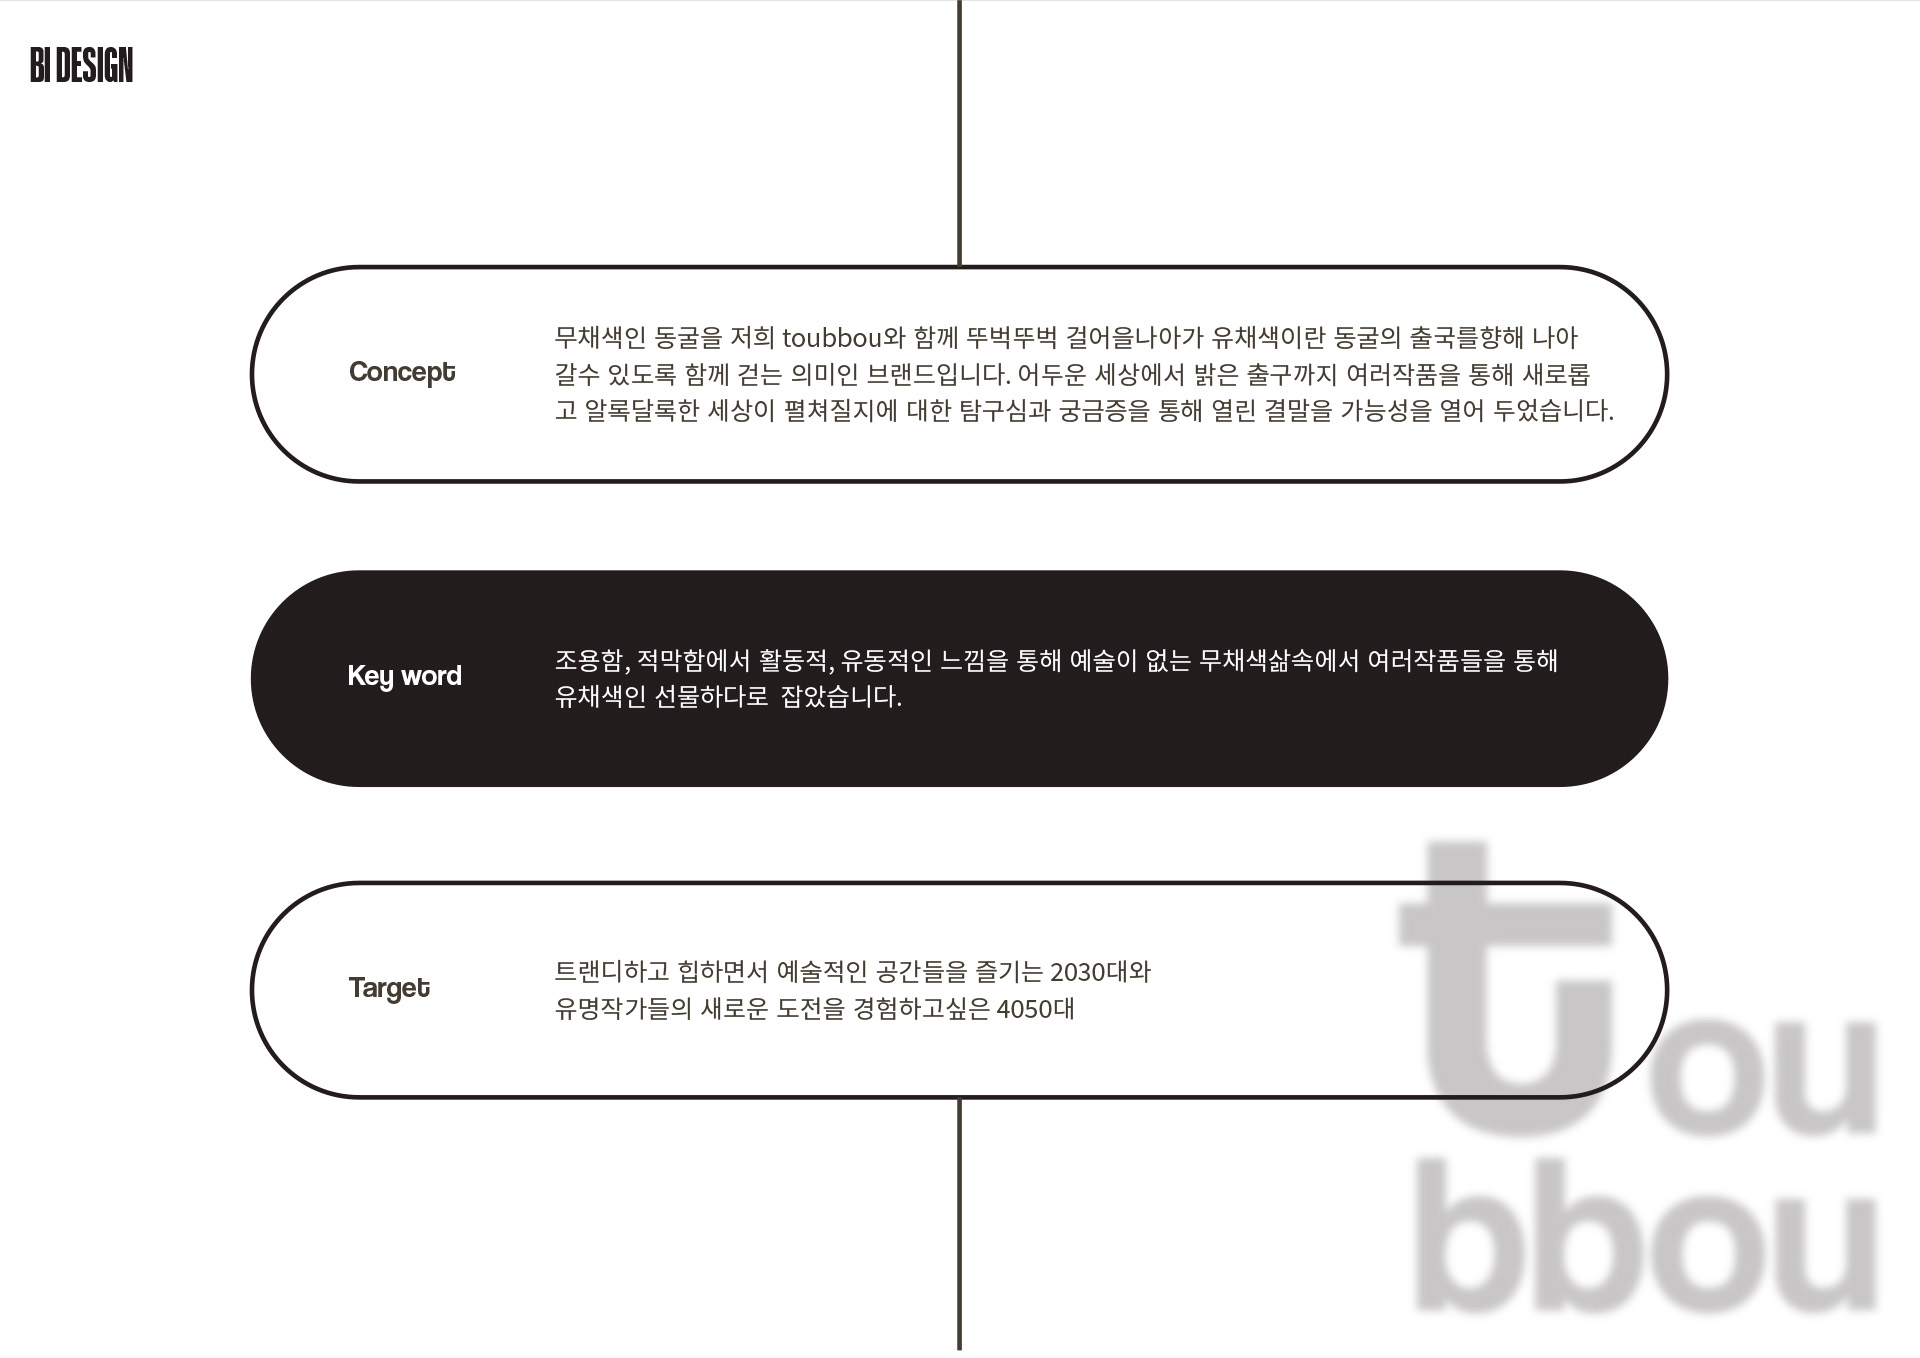 BI DESIGN
Concept
무채색인 동굴을 저희 toubbou와 함께 뚜벅뚜벅 걸어을나아가 유채색이란 동굴의 출국를향해 나아
갈수 있도록 함께 걷는 의미인 브랜드입니다. 어두운 세상에서 밝은 출구까지 여러작품을 통해 새로롭
고 알록달록한 세상이 펼쳐질지에 대한 탐구심과 궁금증을 통해 열린 결말을 가능성을 열어 두었습니다.
Key word
조용함, 적막함에서 활동적, 유동적인 느낌을 통해 예술이 없는 무채색삶속에서 여러작품들을 통해
유채색인 선물하다로  잡았습니다.
Target
트랜디하고 힙하면서 예술적인 공간들을 즐기는 2030대와
유명작가들의 새로운 도전을 경험하고싶은 4050대
tou
bbou